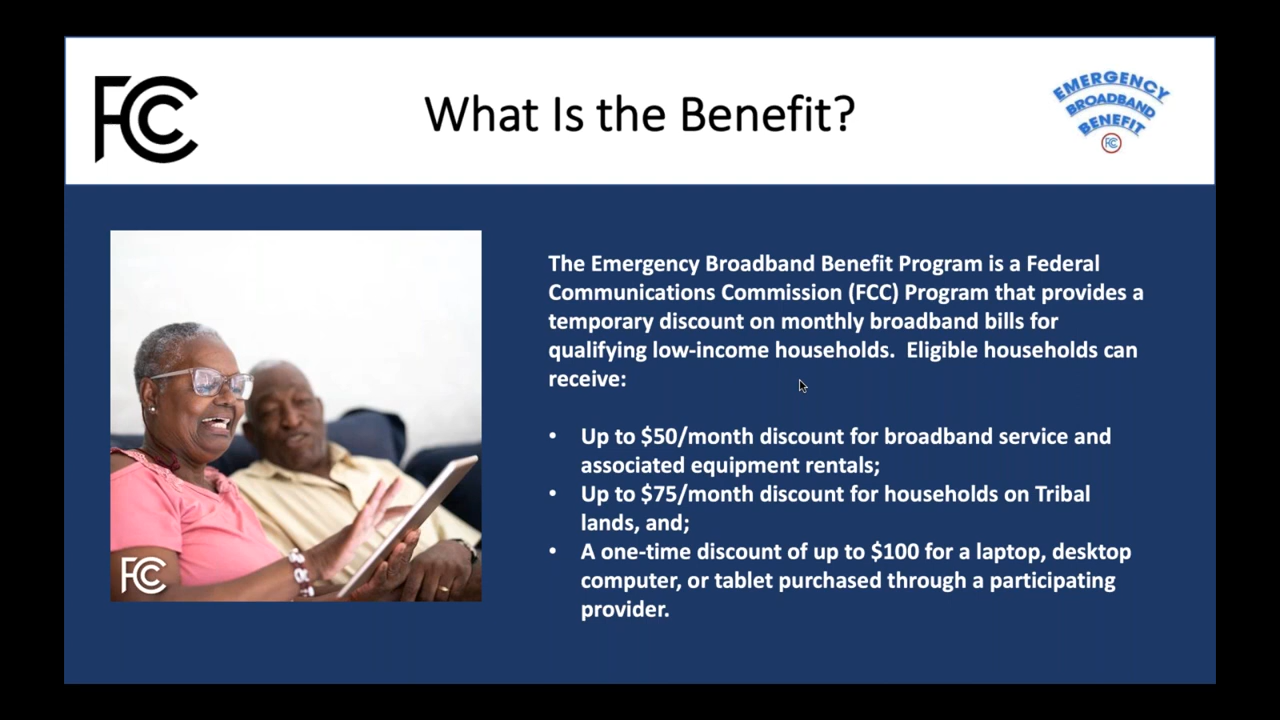 FCC
What Is the Benefit?
EMERGENCY
BROADBAND
BENEFIT
FCC
The Emergency Broadband Benefit Program is a Federal
Communications Commission (FCC) Program that provides a
temporary discount on monthly broadband bills for
qualifying low-income households.  Eligible households can
receive:
• Up to $50/month discount for broadband service and
associated equipment rentals;
• Up to $75/month discount for households on Tribal
lands, and;
• A one-time discount of up to $100 for a laptop, desktop
computer, or tablet purchased through a participating
provider.
FCC